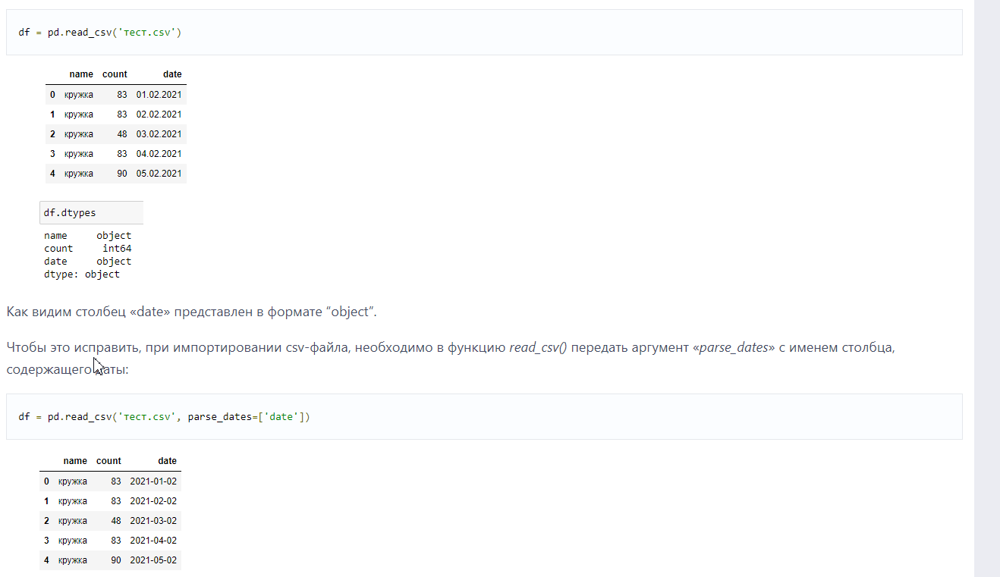 df = pd.read_csv('тест.csv')
name count date
0 кружка 83 01.02.2021
1 кружка 83 02.02.2021
2 кружка 48 03.02.2021
3 кружка 83 04.02.2021
4 кружка 90 05.02.2021
df.dtypes
name object
count int64
date object
dtype: object
Как видим столбец «date» представлен в формате “object”.
Чтобы это исправить, при импортировании csv-файла, необходимо в функцию read_csv() передать аргумент «parse_dates» с именем столбца,
содержащего даты:
df = pd.read_csv('тест.csv', parse_dates=['date'])
name count date
0 кружка 83 2021-01-02
1 кружка 83 2021-02-02
2 кружка 48 2021-03-02
3 кружка 83 2021-04-02
4 кружка 90 2021-05-02